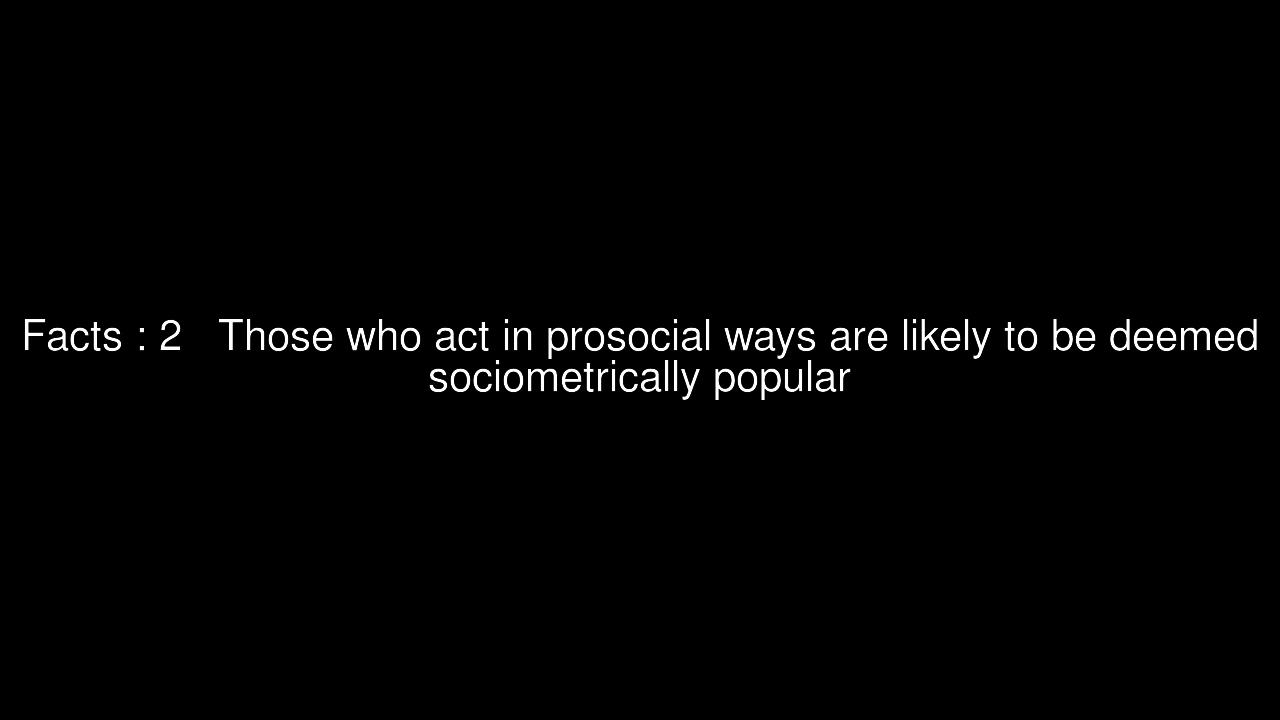 Facts : 2   Those who act in prosocial ways are likely to be deemed
sociometrically popular